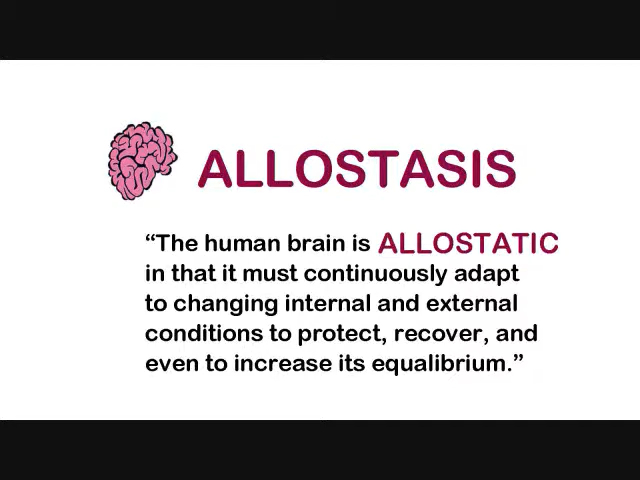 ALLOSTASIS
“The human brain is ALLOSTATIC
in that it must continuously adapt
to changing internal and external
conditions to protect, recover, and
even to increase its equalibrium.”